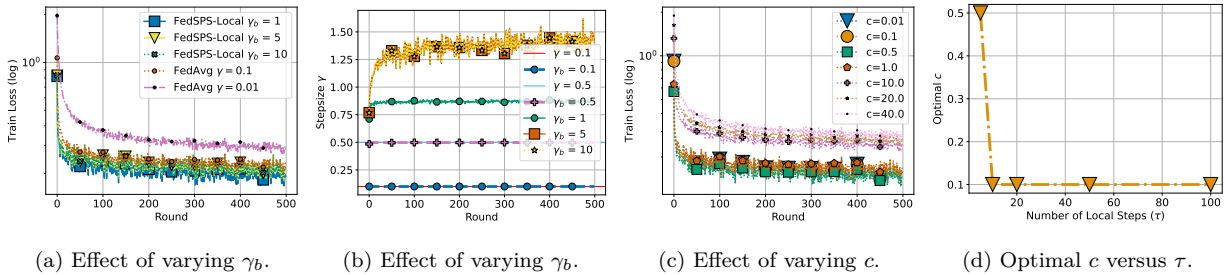 FedSPS-Local γb = 1
FedSPS-Local γb = 5
FedSPS-Local γb = 10
FedAvg γ = 0.1
FedAvg γ = 0.01
Train Loss (log)
10⁰
0 100 200 300 400 500
Round
(a) Effect of varying γb.
1.50
1.25
1.00
0.75
0.50
0.25
Stepsize γ
γ = 0.1
γb = 0.1
γ = 0.5
γb = 0.5
γb = 1
γb = 5
γb = 10
0 100 200 300 400 500
Round
(b) Effect of varying γb.
Train Loss (log)
10⁰
c=0.01
c=0.1
c=0.5
c=1.0
c=10.0
c=20.0
c=40.0
0 100 200 300 400 500
Round
(c) Effect of varying c.
Optimal c
0.5
0.4
0.3
0.2
0.1
20 40 60 80 100
Number of Local Steps (τ)
(d) Optimal c versus τ.